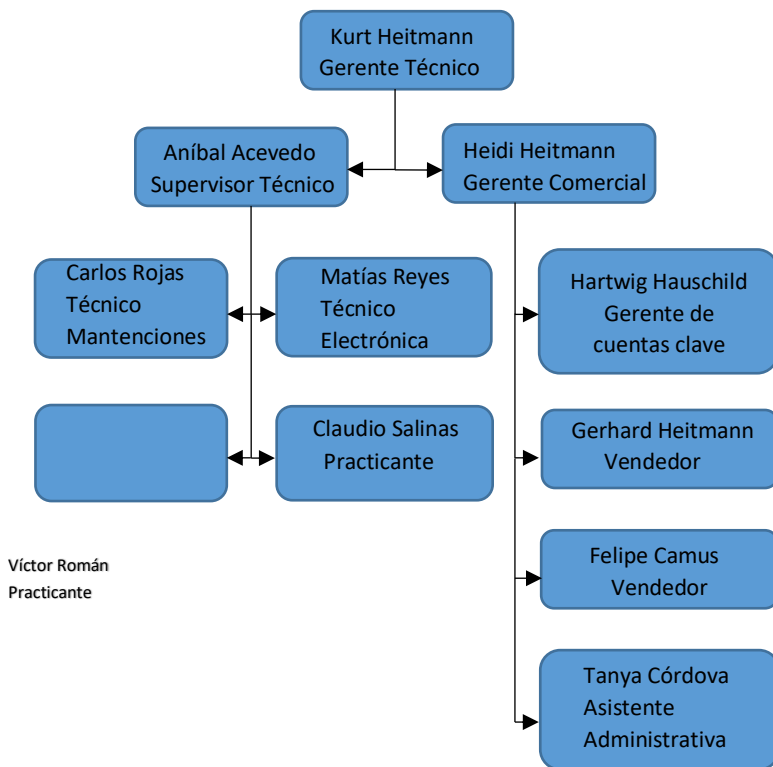 Kurt Heitmann
Gerente Técnico
Aníbal Acevedo
Supervisor Técnico
Heidi Heitmann
Gerente Comercial
Carlos Rojas
Técnico
Mantenciones
Matías Reyes
Técnico
Electrónica
Hartwig Hauschild
Gerente de
cuentas clave
Claudio Salinas
Practicante
Gerhard Heitmann
Vendedor
Víctor Román
Practicante
Felipe Camus
Vendedor
Tanya Córdova
Asistente
Administrativa